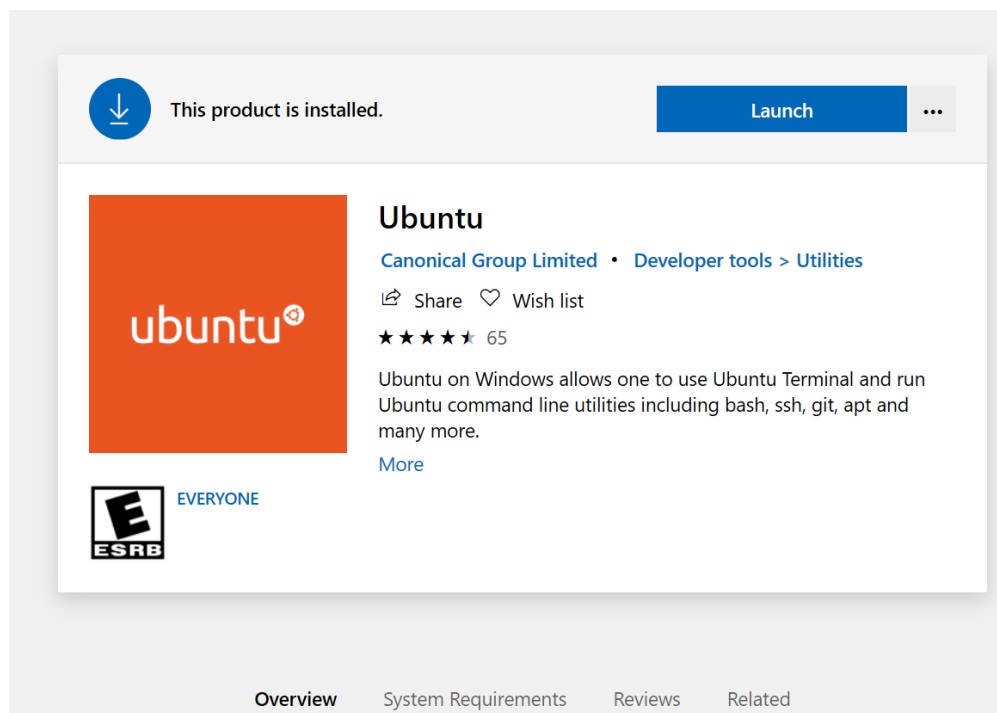 This product is installed.
Launch
...
ubuntu
Ubuntu
Canonical Group Limited • Developer tools > Utilities
Share Wish list
65
Ubuntu on Windows allows one to use Ubuntu Terminal and run
Ubuntu command line utilities including bash, ssh, git, apt and
many more.
More
E
ESRB
EVERYONE
Overview System Requirements Reviews Related